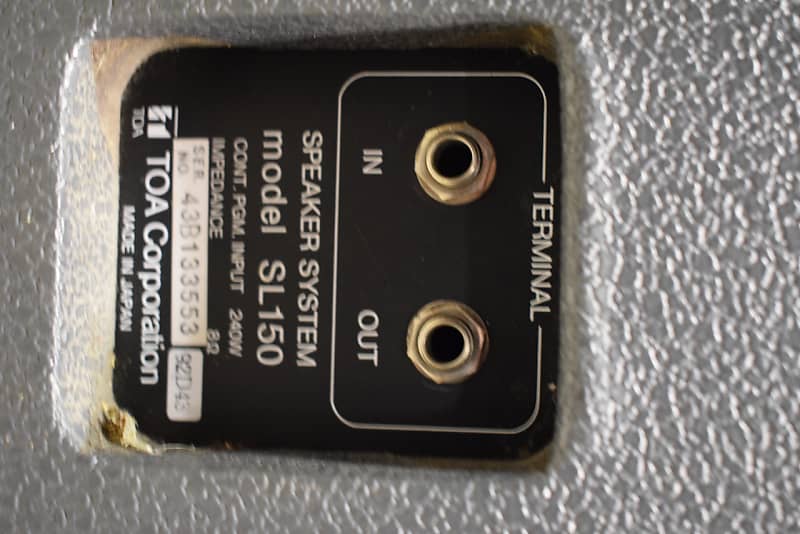 TERMINAL
IN OUT
SPEAKER SYSTEM
model SL150
CONT. PGM. INPUT 240W
IMPEDANCE 8Ω
SER. NO. 43B133553 92D43
TOA TOA Corporation
MADE IN JAPAN